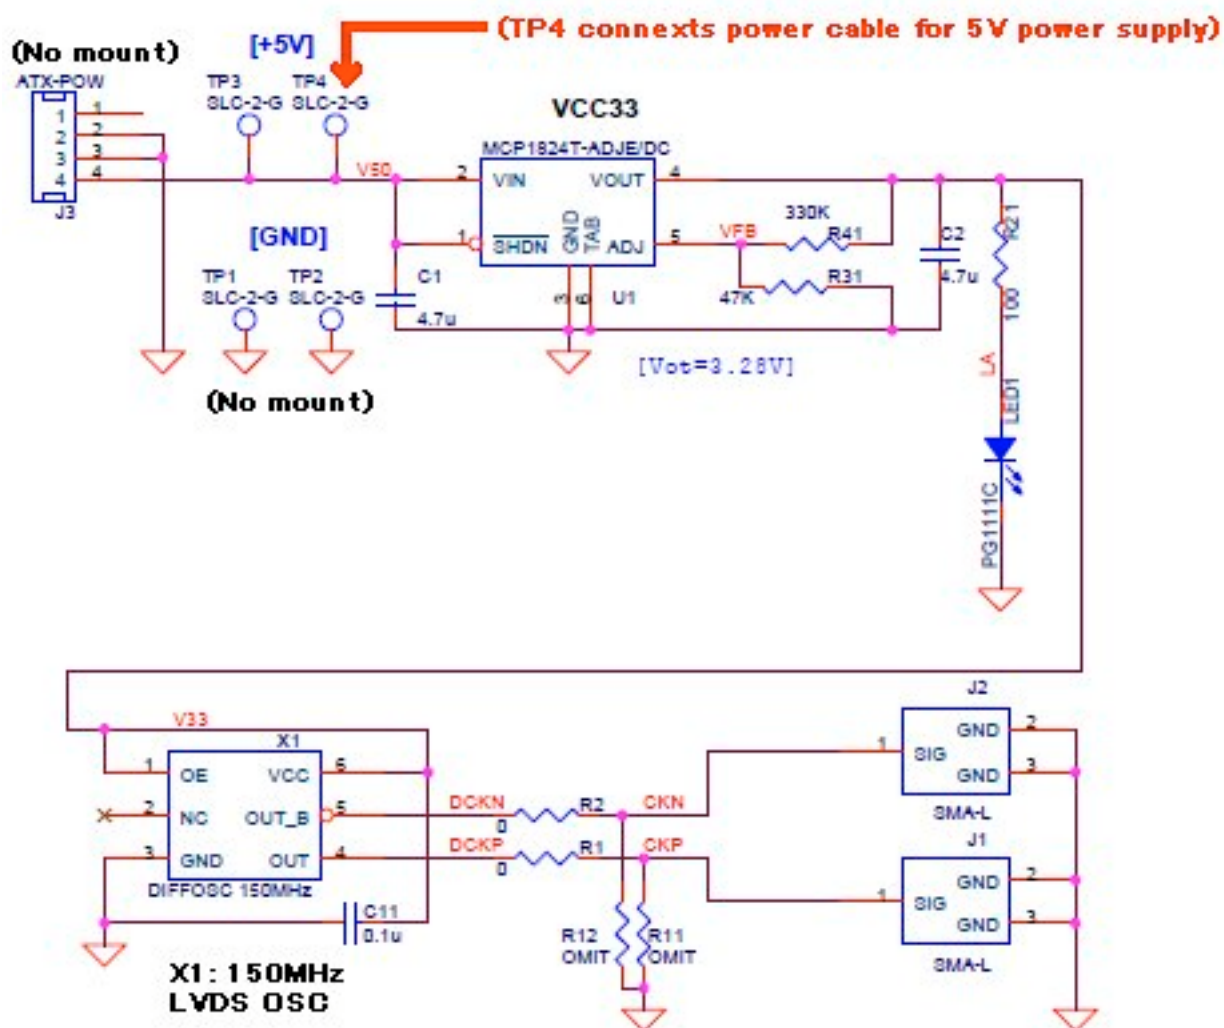 (TP4 connexts power cable for 5V power supply)
(No mount)
[+5V]
ATX-POW
TP3
TP4
SLC-2-G
SLC-2-G
VCC33
MCP1824T-ADJE/DC
1
1
2
2
3
3
4
4
J3
V50
2
VIN
VOUT
4
1
SHDN
GND
TAB
ADJ
5
VFB
3
6
U1
330K
R41
R31
47K
C2
4.7u
R21
100
[GND]
TP1
TP2
SLC-2-G
SLC-2-G
C1
4.7u
[Vot=3.28V]
(No mount)
LA
LED1
PG1111C
V33
X1
1
OE
VCC
6
2
NC
OUT_B
5
3
GND
OUT
4
DIFFOSC 150MHz
C11
0.1u
X1: 150MHz
LVDS OSC
DCKN
0
R2
CKN
DCKP
0
R1
CKP
R12
OMIT
R11
OMIT
J2
1
SIG
GND
2
GND
3
SMA-L
J1
1
SIG
GND
2
GND
3
SMA-L